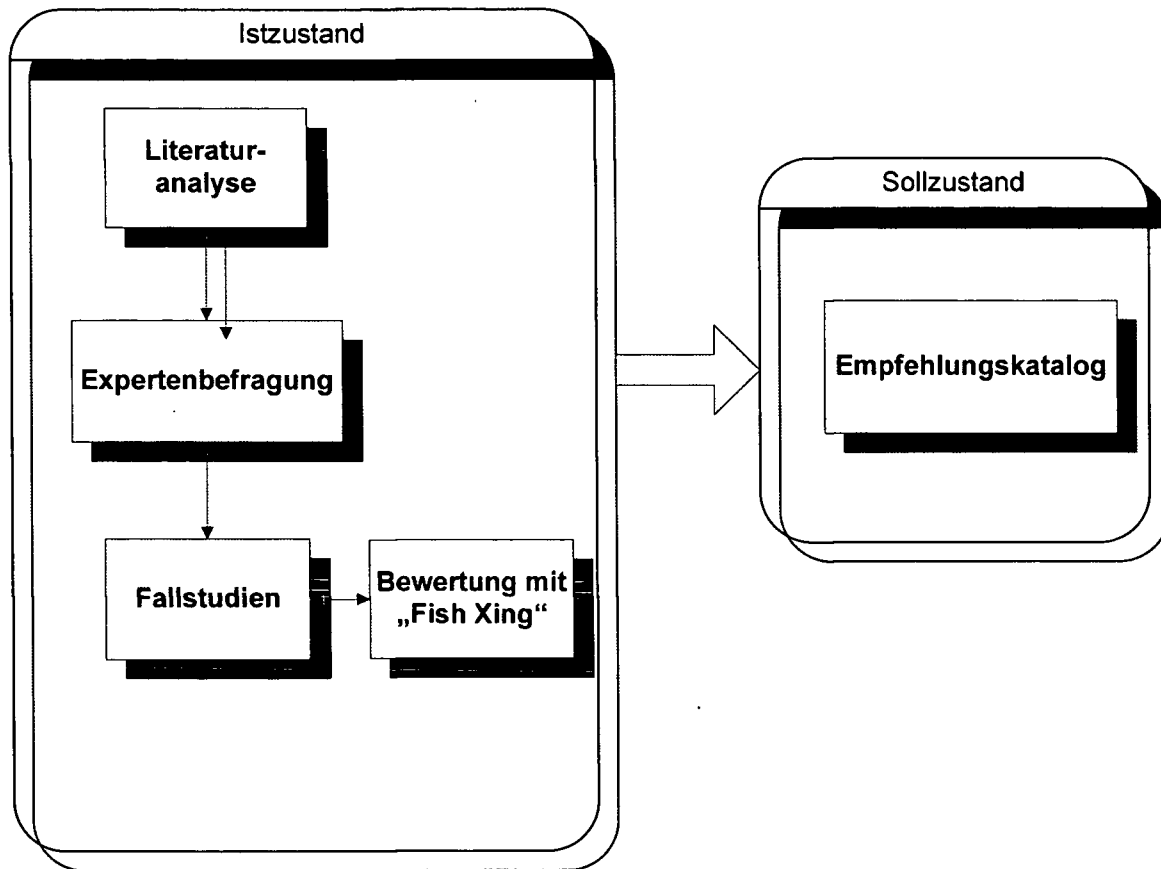 Istzustand
Literatur-
analyse
Expertenbefragung
Fallstudien
Bewertung mit
„Fish Xing“
Sollzustand
Empfehlungskatalog